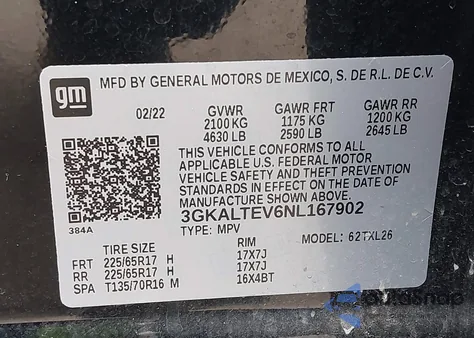 gm
MFD BY GENERAL MOTORS DE MEXICO, S. DE R.L. DE C.V.
02/22 GVWR GAWR FRT GAWR RR
2100 KG 1175 KG 1200 KG
4630 LB 2590 LB 2645 LB
THIS VEHICLE CONFORMS TO ALL
APPLICABLE U.S. FEDERAL MOTOR
VEHICLE SAFETY AND THEFT PREVENTION
STANDARDS IN EFFECT ON THE DATE OF
MANUFACTURE SHOWN ABOVE.
3GKALTEV6NL167902
384A
TYPE: MPV MODEL: 62TXL26
TIRE SIZE RIM
FRT 225/65R17 H 17X7J
RR 225/65R17 H 17X7J
SPA T135/70R16 M 16X4BT